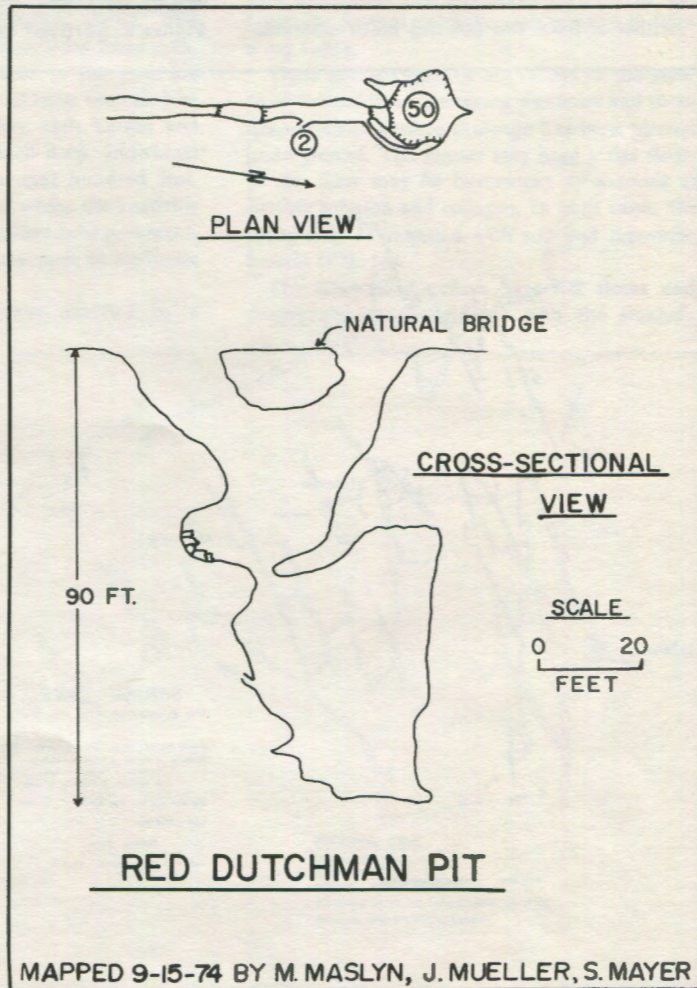 50
2
N
PLAN VIEW
NATURAL BRIDGE
CROSS-SECTIONAL
VIEW
90 FT.
SCALE
0 20
FEET
RED DUTCHMAN PIT
MAPPED 9-15-74 BY M. MASLYN, J. MUELLER, S. MAYER